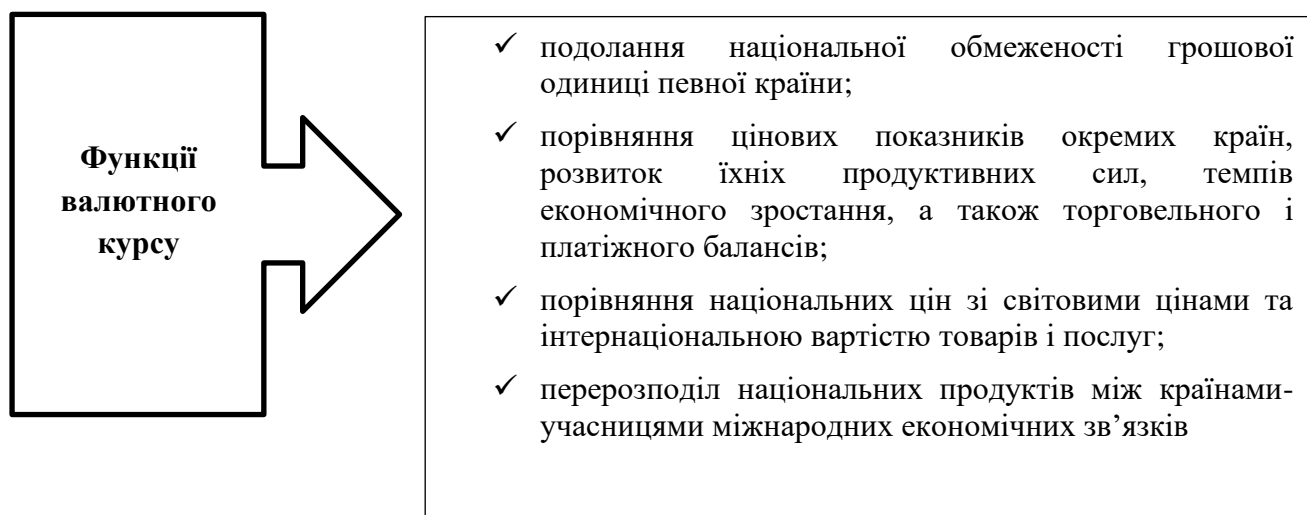 Функції
валютного
курсу
✓ подолання національної обмеженості грошової
одиниці певної країни;
✓ порівняння цінових показників окремих країн,
розвиток їхніх продуктивних сил, темпів
економічного зростання, а також торговельного і
платіжного балансів;
✓ порівняння національних цін зі світовими цінами та
інтернаціональною вартістю товарів і послуг;
✓ перерозподіл національних продуктів між країнами-
учасницями міжнародних економічних зв’язків